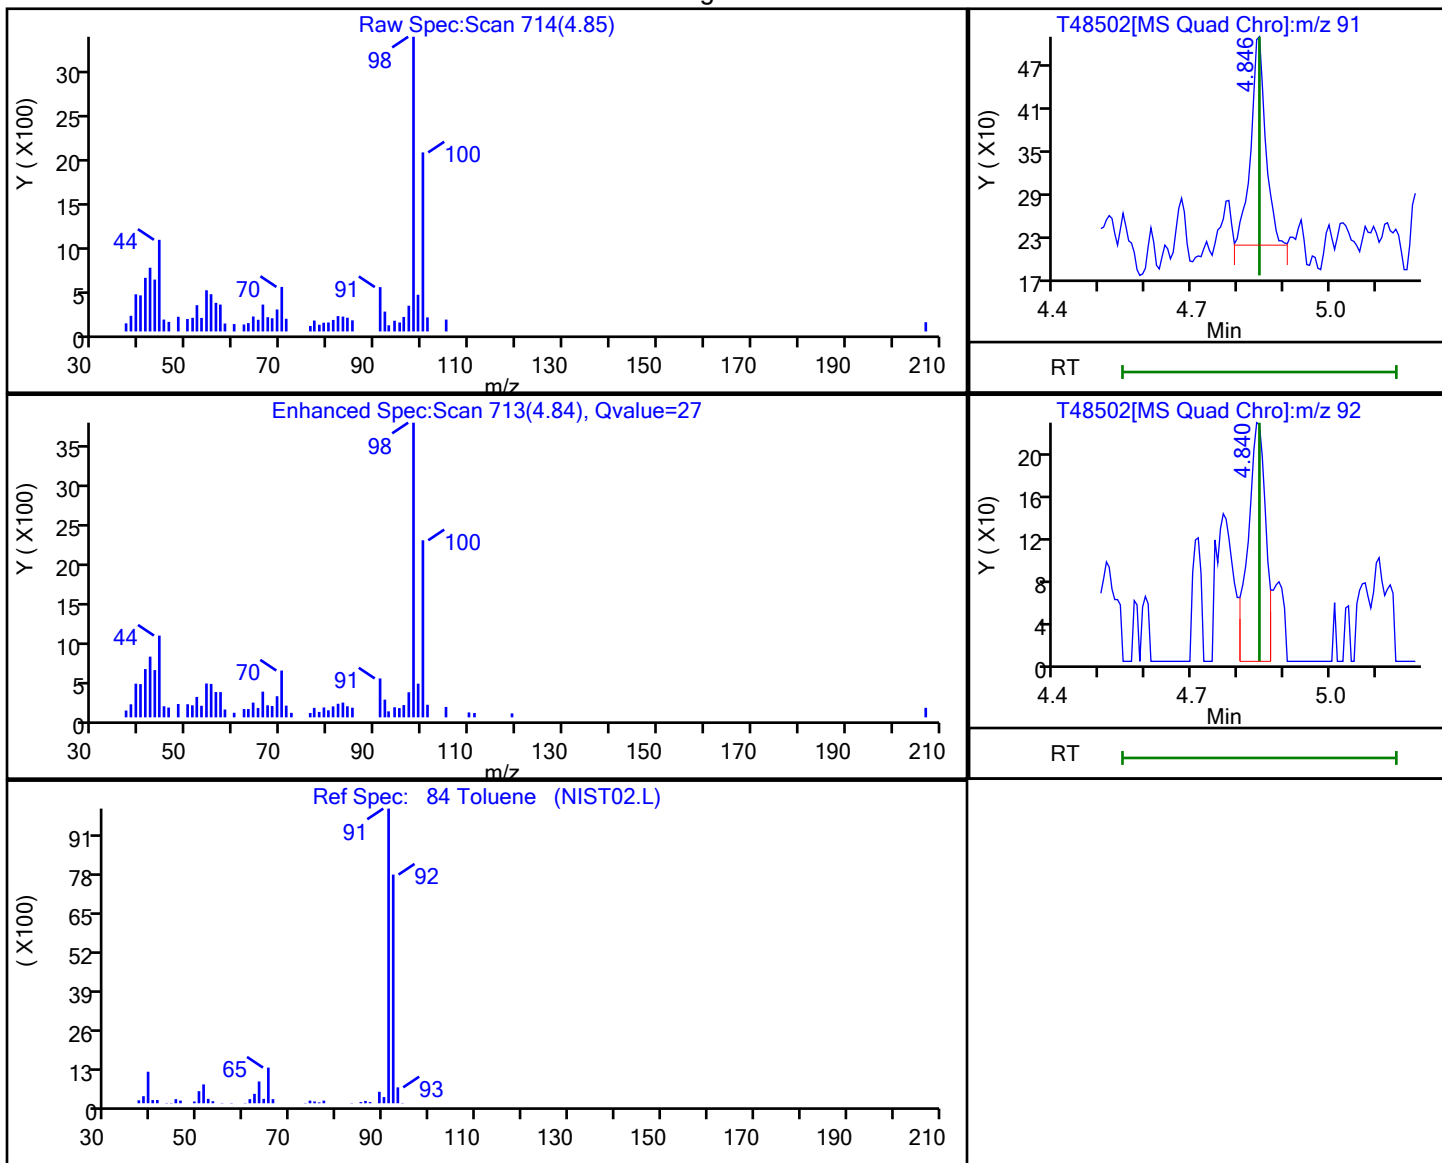 Raw Spec:Scan 714(4.85)
Y ( X100)
30
25
20
15
10
5
0
98
100
44
70
91
30 50 70 90 110 130 150 170 190 210
m/z
T48502[MS Quad Chro]:m/z 91
Y ( X10)
47
41
35
29
23
17
4.846
4.4 4.7 5.0
Min
RT
Enhanced Spec:Scan 713(4.84), Qvalue=27
Y ( X100)
35
30
25
20
15
10
5
0
98
100
44
70
91
30 50 70 90 110 130 150 170 190 210
m/z
T48502[MS Quad Chro]:m/z 92
Y ( X10)
20
16
12
8
4
0
4.840
4.4 4.7 5.0
Min
RT
Ref Spec: 84 Toluene (NIST02.L)
( X100)
91
78
65
52
39
26
13
0
91
92
65
93
30 50 70 90 110 130 150 170 190 210